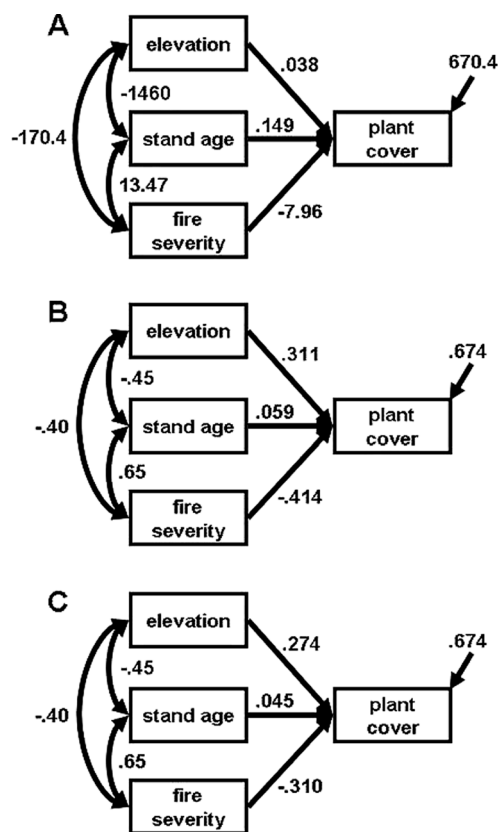 A
elevation
.038
670.4
-1460
-170.4
stand age
.149
plant
cover
13.47
fire
severity
-7.96
B
elevation
.311
.674
-.45
-.40
stand age
.059
plant
cover
.65
fire
severity
-.414
C
elevation
.274
.674
-.45
-.40
stand age
.045
plant
cover
.65
fire
severity
-.310